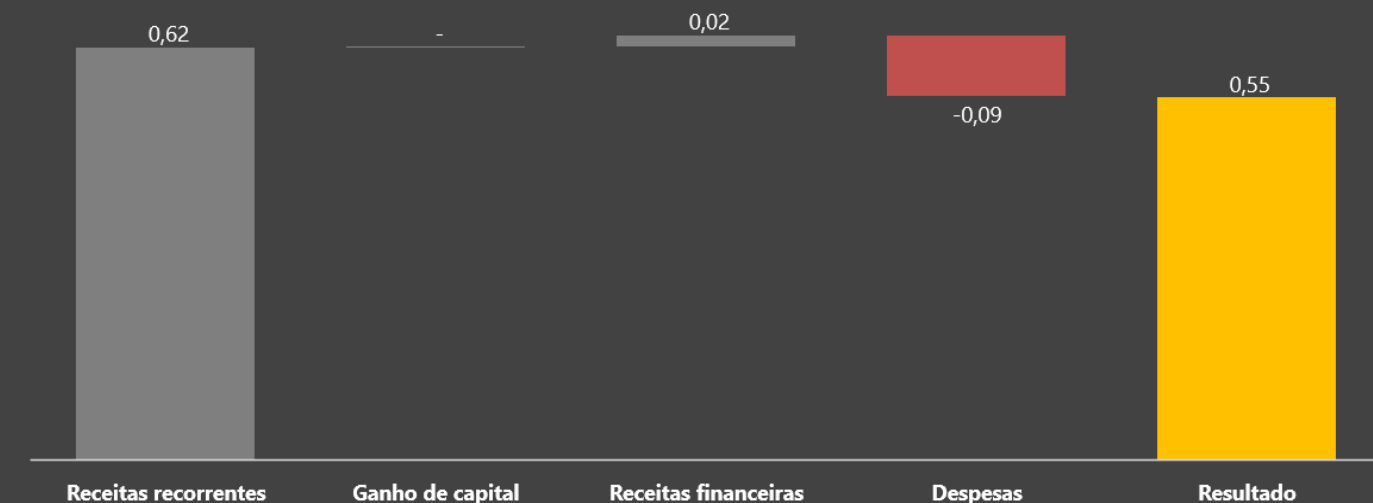 0,62
-
0,02
-0,09
0,55
Receitas recorrentes
Ganho de capital
Receitas financeiras
Despesas
Resultado